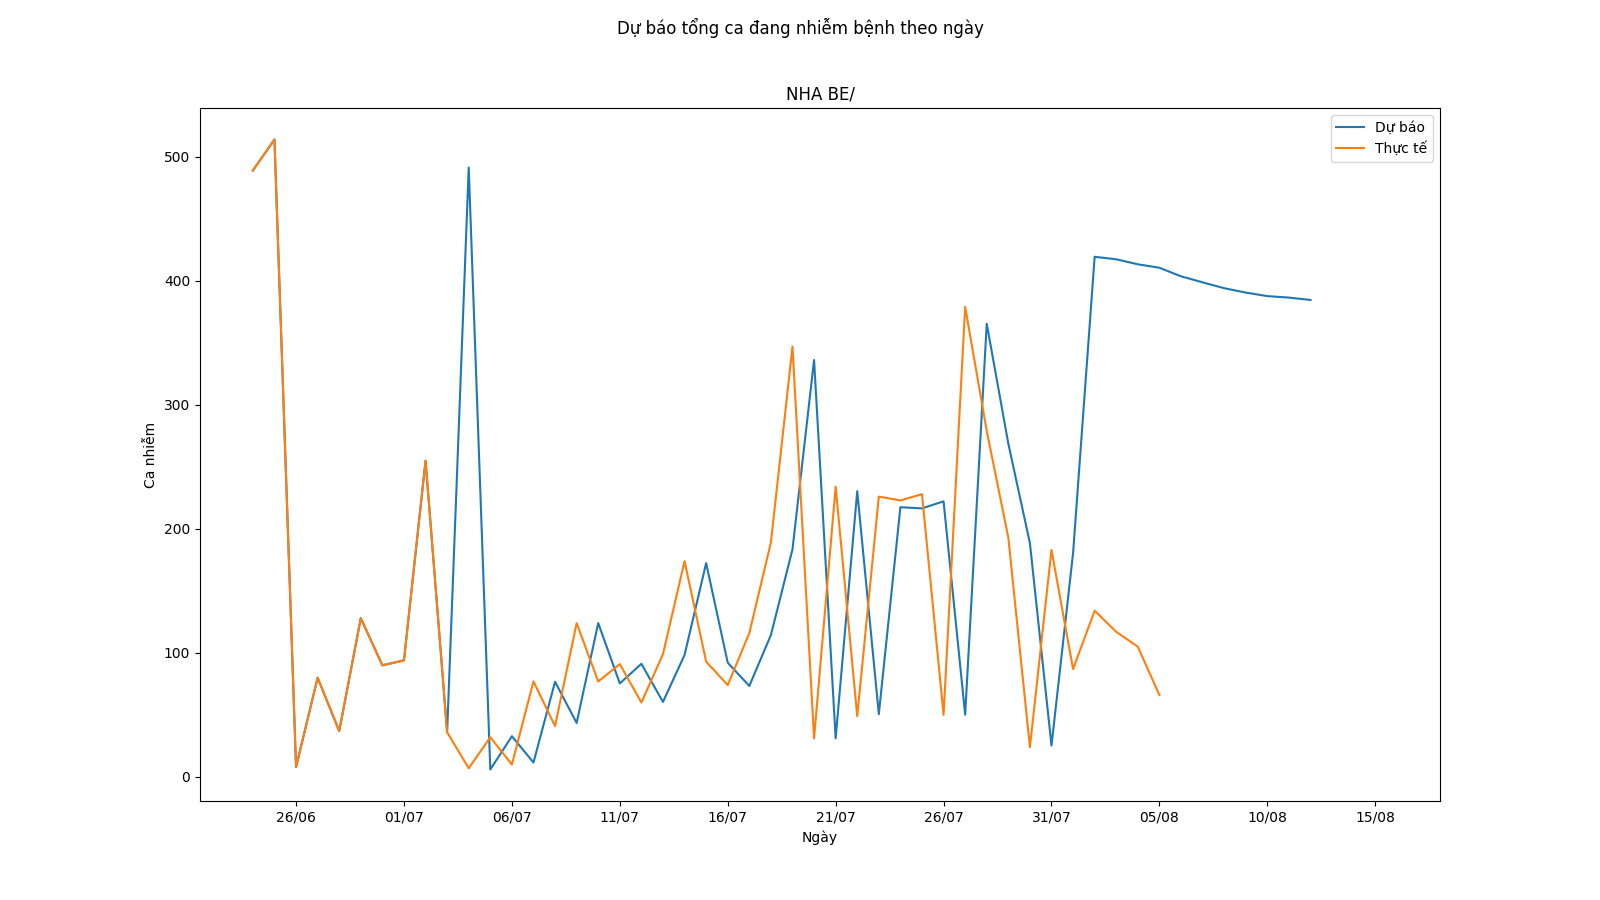 Dự báo tổng ca đang nhiễm bệnh theo ngày
NHA BE/
Dự báo
Thực tế
500
400
300
200
100
0
Ca nhiễm
26/06
01/07
06/07
11/07
16/07
21/07
26/07
31/07
05/08
10/08
15/08
Ngày